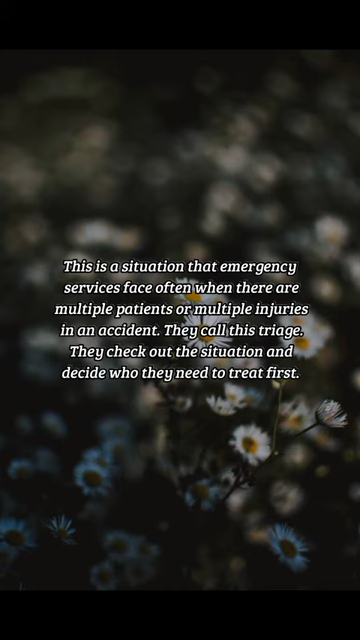 This is a situation that emergency
services face often when there are
multiple patients or multiple injuries
in an accident. They call this triage.
They check out the situation and
decide who they need to treat first.